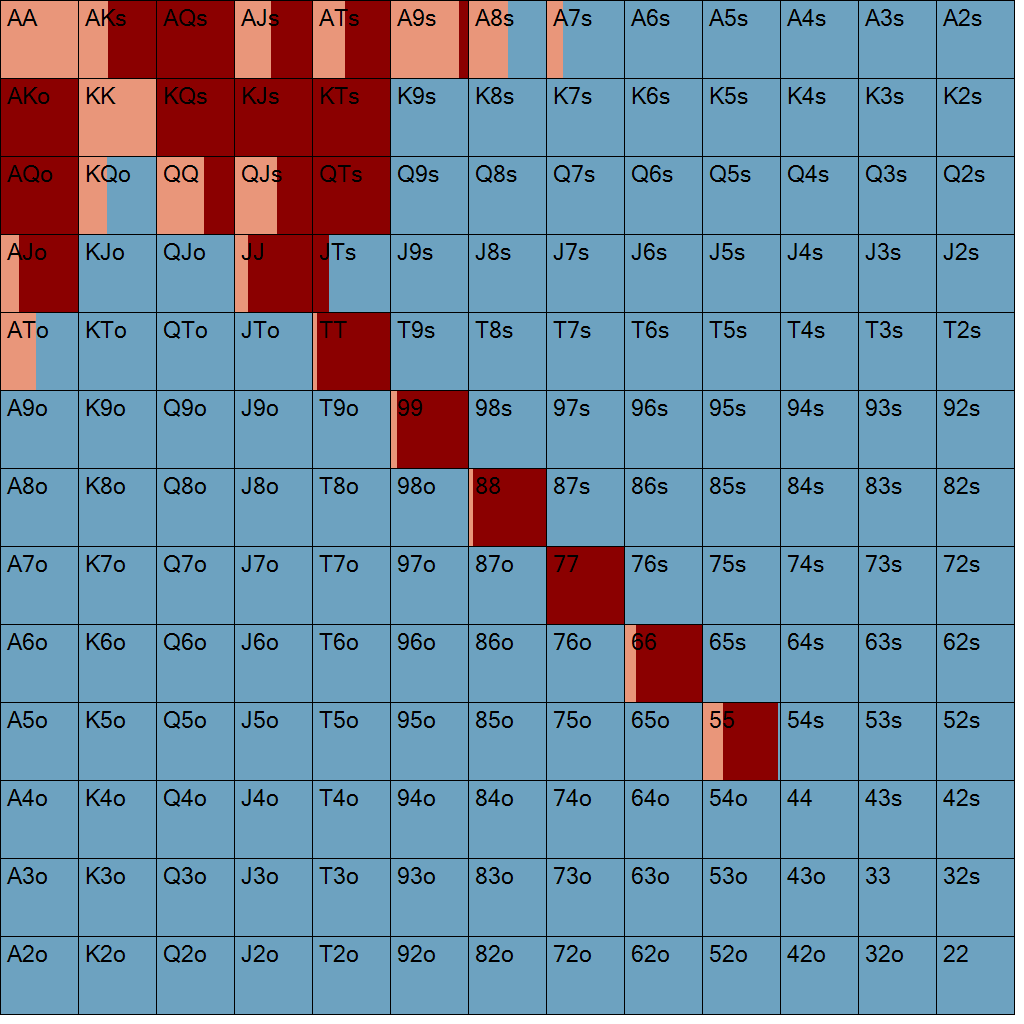 AA AKs AQs AJs ATs A9s A8s A7s A6s A5s A4s A3s A2s
AKo KK KQs KJs KTs K9s K8s K7s K6s K5s K4s K3s K2s
AQo KQo QQ QJs QTs Q9s Q8s Q7s Q6s Q5s Q4s Q3s Q2s
AJo KJo QJo JJ JTs J9s J8s J7s J6s J5s J4s J3s J2s
ATo KTo QTo JTo TT T9s T8s T7s T6s T5s T4s T3s T2s
A9o K9o Q9o J9o T9o 99 98s 97s 96s 95s 94s 93s 92s
A8o K8o Q8o J8o T8o 98o 88 87s 86s 85s 84s 83s 82s
A7o K7o Q7o J7o T7o 97o 87o 77 76s 75s 74s 73s 72s
A6o K6o Q6o J6o T6o 96o 86o 76o 66 65s 64s 63s 62s
A5o K5o Q5o J5o T5o 95o 85o 75o 65o 55 54s 53s 52s
A4o K4o Q4o J4o T4o 94o 84o 74o 64o 54o 44 43s 42s
A3o K3o Q3o J3o T3o 93o 83o 73o 63o 53o 43o 33 32s
A2o K2o Q2o J2o T2o 92o 82o 72o 62o 52o 42o 32o 22